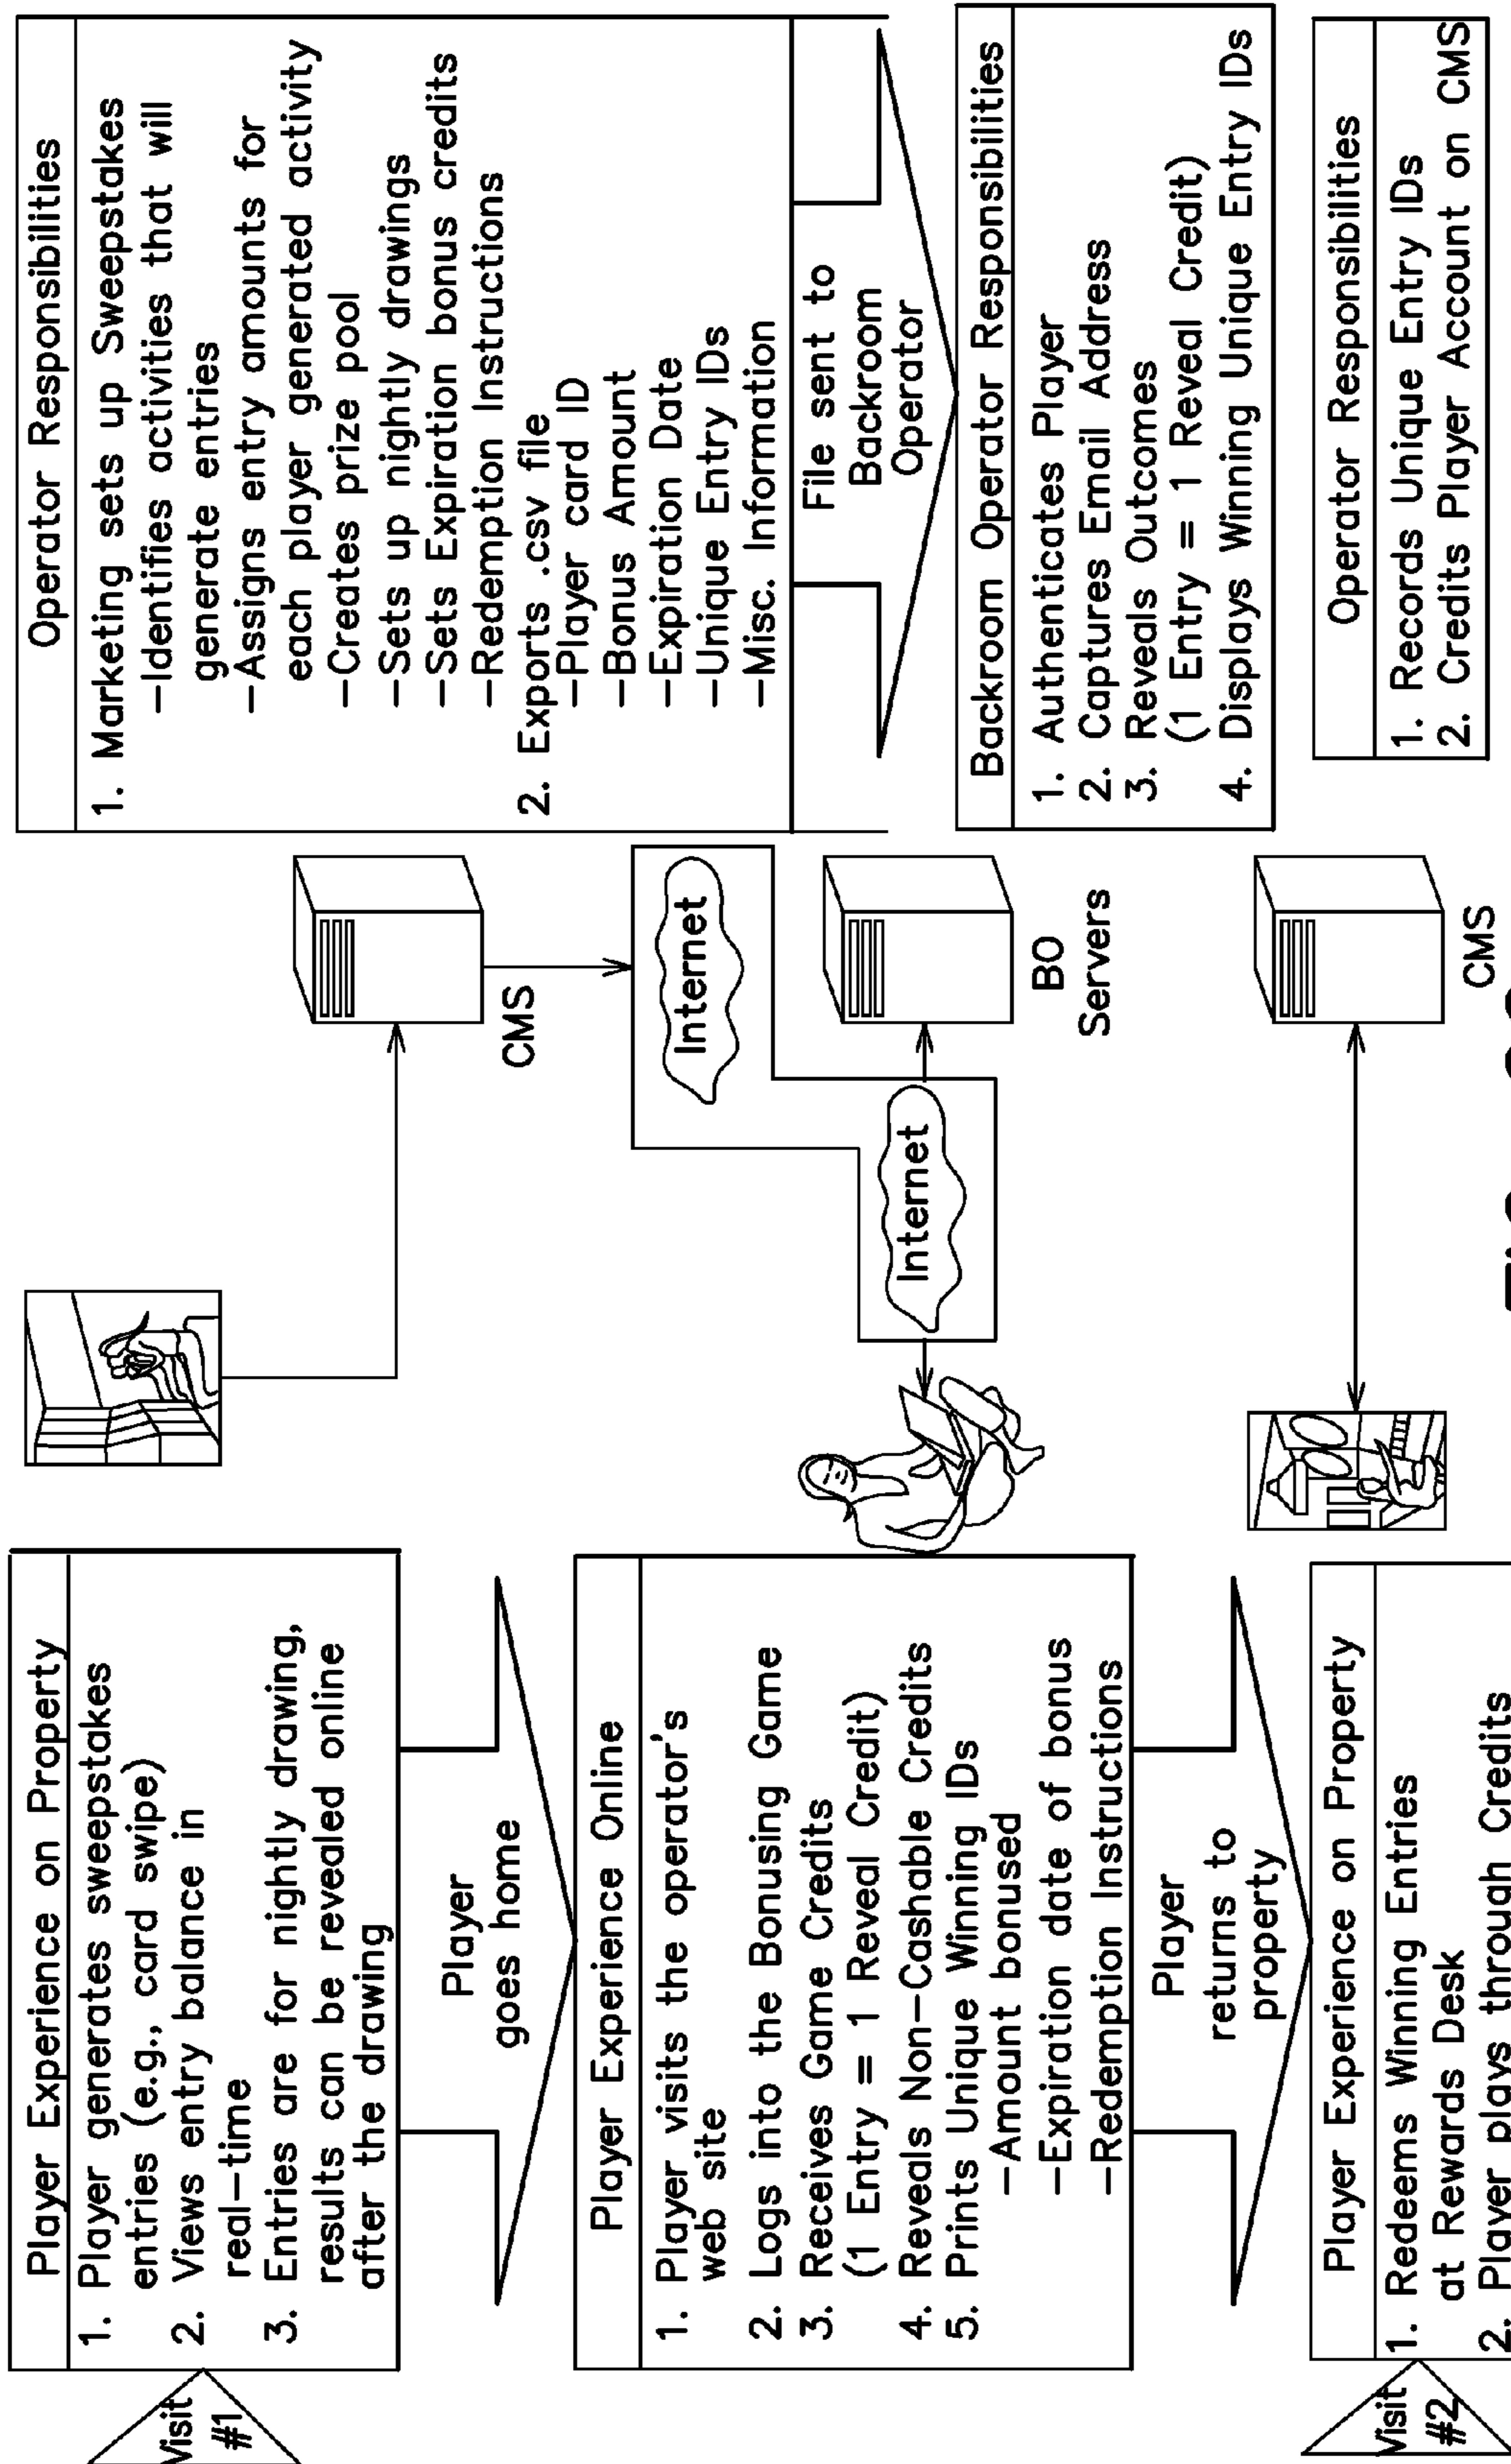 Visit
#1
Player Experience on Property
1. Player generates sweepstakes
entries (e.g., card swipe)
2. Views entry balance in
real-time
3. Entries are for nightly drawing,
results can be revealed online
after the drawing
Player
goes home
Player Experience Online
1. Player visits the operator's
web site
2. Logs into the Bonusing Game
3. Receives Game Credits
(1 Entry = 1 Reveal Credit)
4. Reveals Non-Cashable Credits
5. Prints Unique Winning IDs
-Amount bonused
-Expiration date of bonus
-Redemption Instructions
Player
returns to
property
Visit
#2
Player Experience on Property
1. Redeems Winning Entries
at Rewards Desk
2. Player plays through Credits
CMS
Internet
Internet
BO
Servers
CMS
Operator Responsibilities
1. Marketing sets up Sweepstakes
-Identifies activities that will
generate entries
-Assigns entry amounts for
each player generated activity
-Creates prize pool
-Sets up nightly drawings
-Sets Expiration bonus credits
-Redemption Instructions
2. Exports .csv file
-Player card ID
-Bonus Amount
-Expiration Date
-Unique Entry IDs
-Misc. Information
File sent to
Backroom
Operator
Backroom Operator Responsibilities
1. Authenticates Player
2. Captures Email Address
3. Reveals Outcomes
(1 Entry = 1 Reveal Credit)
4. Displays Winning Unique Entry IDs
Operator Responsibilities
1. Records Unique Entry IDs
2. Credits Player Account on CMS